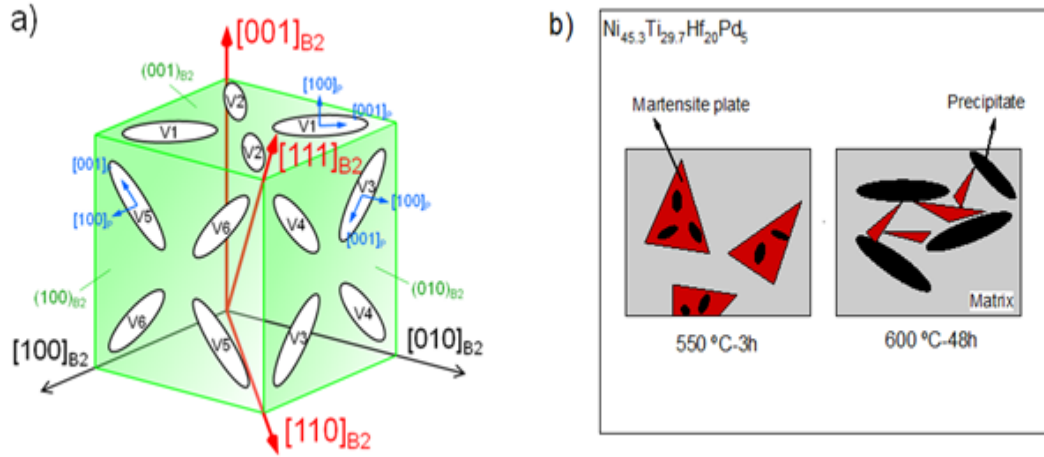 a)
[001]B2
(001)B2
V2
[100]P
[001]P
V1
V1
V2
[111]B2
[001]P
[100]P
V5
V6
V4
V3
[100]P
[001]P
(100)B2
(010)B2
V6
V5
V3
V4
[100]B2
[010]B2
[110]B2
b)
Ni45.3Ti29.7Hf20Pd5
Martensite plate
Precipitate
Matrix
550 ºC-3h
600 ºC-48h